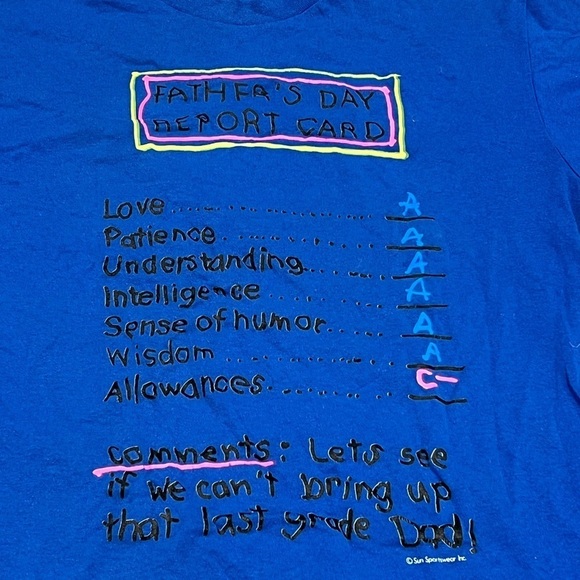 FATHER'S DAY
REPORT CARD
Love ..................... A
Patience. ............... A
Understanding......... A
Intelligence ............ A
Sense of humor....... A
Wisdom ................. A
Allowances............. C-
comments: Lets see
if we can't bring up
that last grade Dad!
© Sun Sportswear Inc.